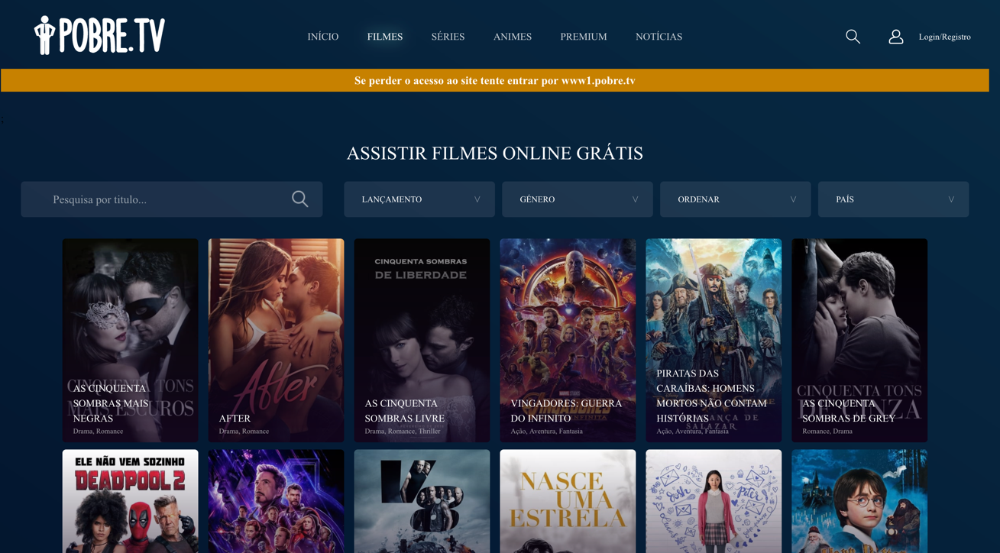 POBRE.TV
INÍCIO
FILMES
SÉRIES
ANIMES
PREMIUM
NOTÍCIAS
Login/Registro
Se perder o acesso ao site tente entrar por www1.pobre.tv
;
ASSISTIR FILMES ONLINE GRÁTIS
Pesquisa por titulo...
LANÇAMENTO
GÉNERO
ORDENAR
PAÍS
CINQUENTA TONS
MAIS ESCUROS
AS CINQUENTA
SOMBRAS MAIS
NEGRAS
Drama, Romance
After
AFTER
Drama, Romance
CINQUENTA SOMBRAS
DE LIBERDADE
AS CINQUENTA
SOMBRAS LIVRE
Drama, Romance, Thriller
VINGADORES: GUERRA
DO INFINITO
Ação, Aventura, Fantasia
PIRATAS DAS
CARAÍBAS: HOMENS
MORTOS NÃO CONTAM
HISTÓRIAS
SALAZAR
Ação, Aventura, Fantasia
CINQUENTA TONS
DE CINZA
AS CINQUENTA
SOMBRAS DE GREY
Romance, Drama
ELE NÃO VEM SOZINHO
DEADPOOL 2
V8
NASCE
UMA
ESTRELA
josh
Peter